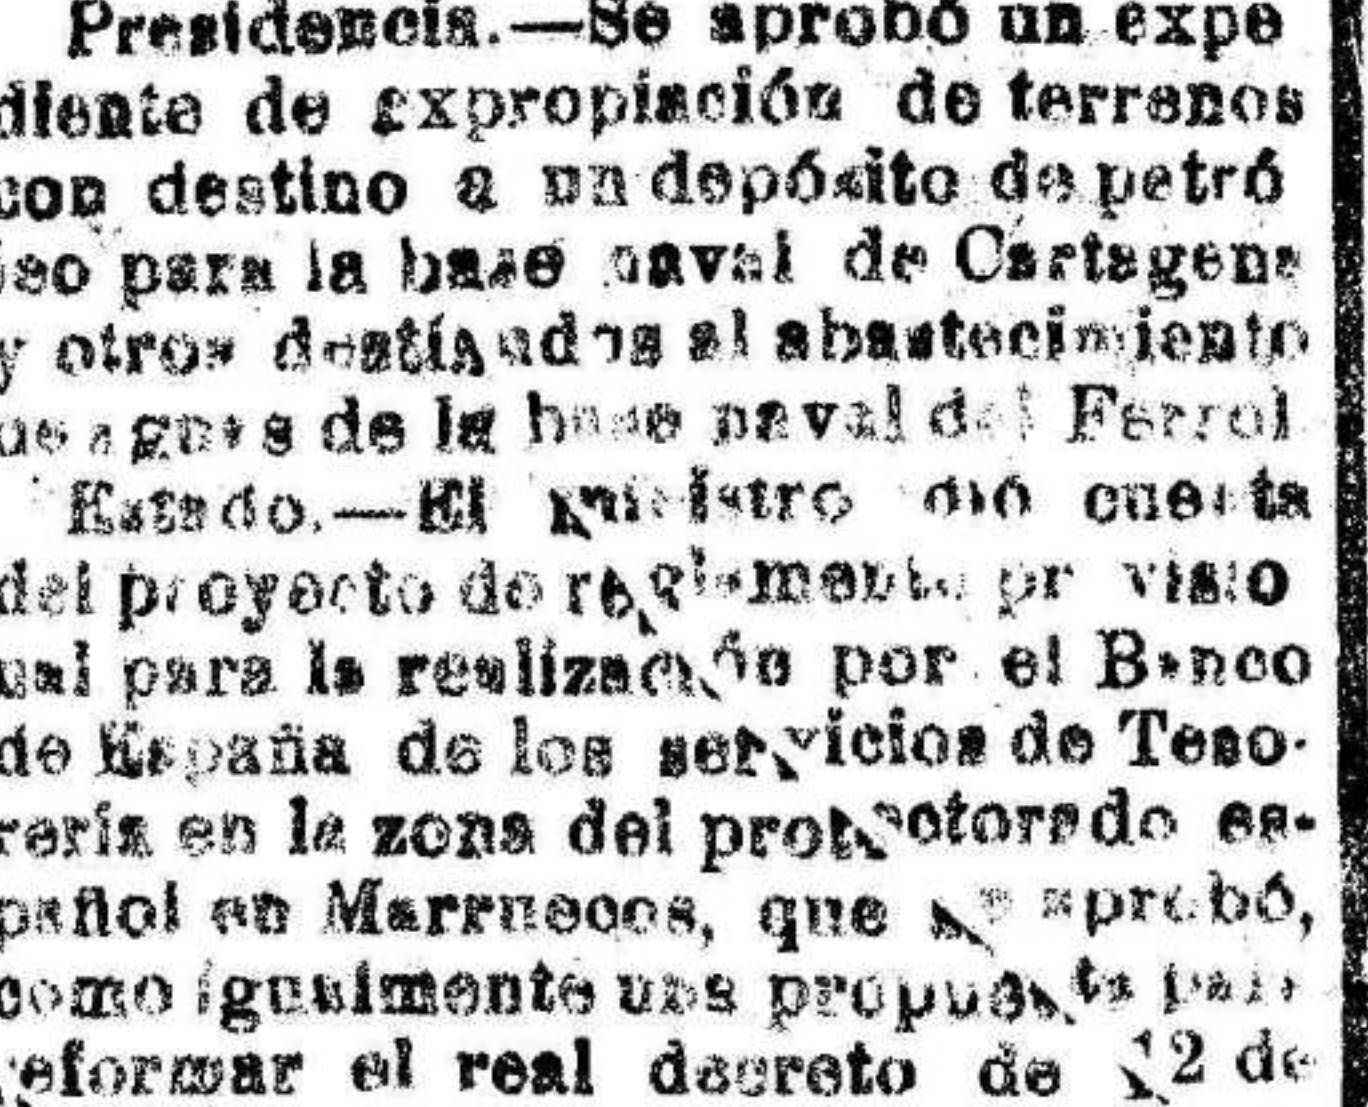 Presidencia.—Se aprobó un expe
diente de expropiación de terrenos
con destino a un depósito de petró
leo para la base naval de Cartagena
y otros destinados al abastecimiento
de aguas de la base naval del Ferrol
Estado.—El ministro dió cuenta
del proyecto de reglamento pr visio
nal para la realización por el Banco
de España de los servicios de Teso-
rería en la zona del protectorado es-
pañol en Marruecos, que se aprobó,
como igualmente una propuesta para
reformar el real decreto de 12 de